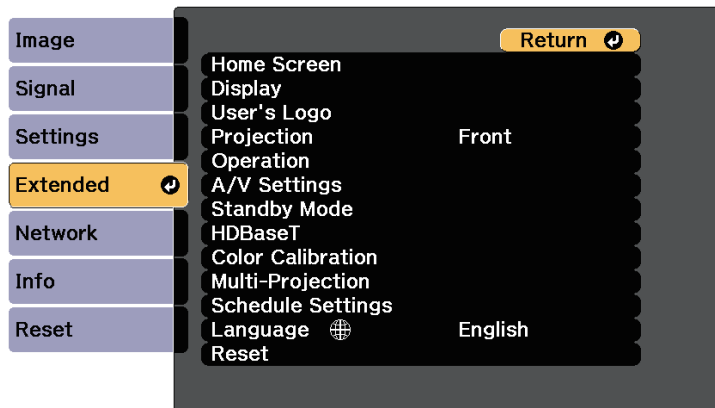 Image
Signal
Settings
Extended
Network
Info
Reset
Return
Home Screen
Display
User's Logo
Projection Front
Operation
A/V Settings
Standby Mode
HDBaseT
Color Calibration
Multi-Projection
Schedule Settings
Language English
Reset